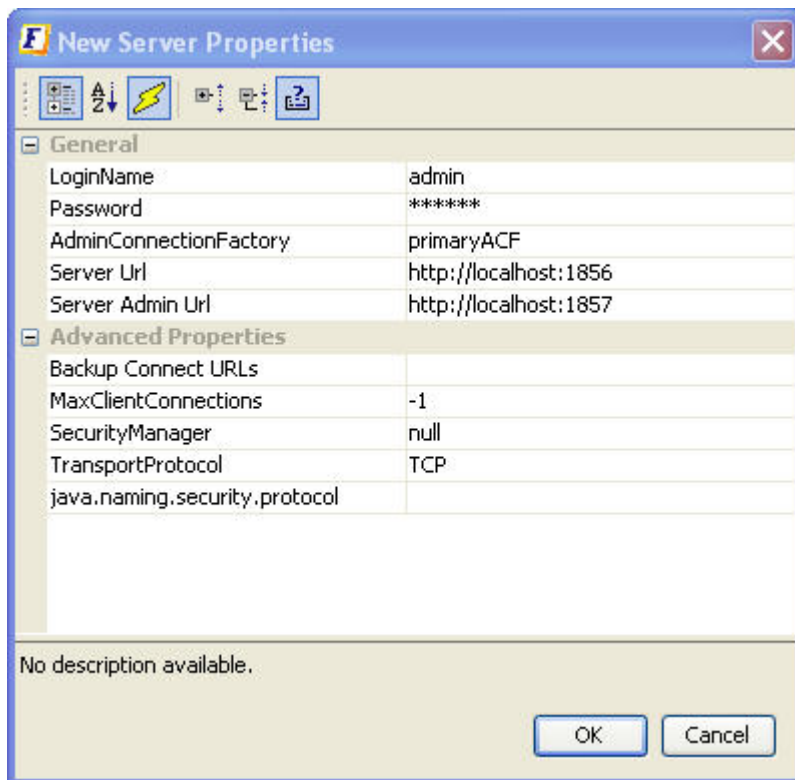 F New Server Properties
A
Z
General
LoginName admin
Password ******
AdminConnectionFactory primaryACF
Server Url http://localhost:1856
Server Admin Url http://localhost:1857
Advanced Properties
Backup Connect URLs
MaxClientConnections -1
SecurityManager null
TransportProtocol TCP
java.naming.security.protocol
No description available.
OK Cancel